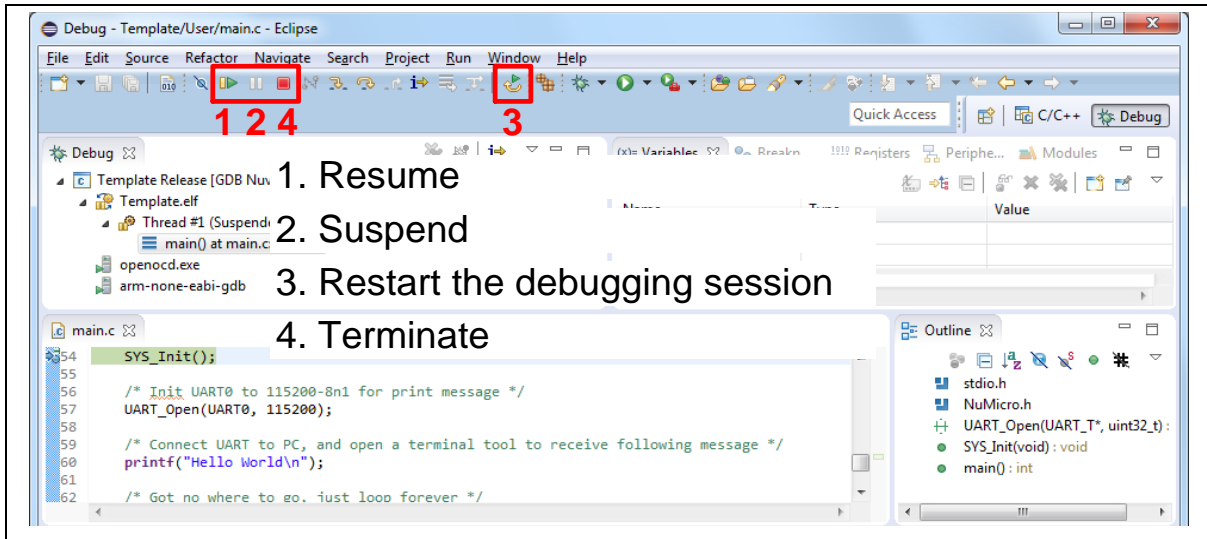 Debug - Template/User/main.c - Eclipse
File Edit Source Refactor Navigate Search Project Run Window Help
1 2 4 3
Quick Access C/C++ Debug
Debug (x)= Variables Breakn 1010 Registers Periphe... Modules
Template Release [GDB Nuv
1. Resume
Template.elf
Value
Thread #1 (Suspende
2. Suspend
main() at main.c:
openocd.exe
3. Restart the debugging session
arm-none-eabi-gdb
4. Terminate
main.c Outline
54 SYS_Init();
55
56 /* Init UART0 to 115200-8n1 for print message */
57 UART_Open(UART0, 115200);
58
59 /* Connect UART to PC, and open a terminal tool to receive following message */
60 printf("Hello World\n");
61
62 /* Got no where to go, just loop forever */
stdio.h
NuMicro.h
UART_Open(UART_T*, uint32_t) :
SYS_Init(void) : void
main() : int